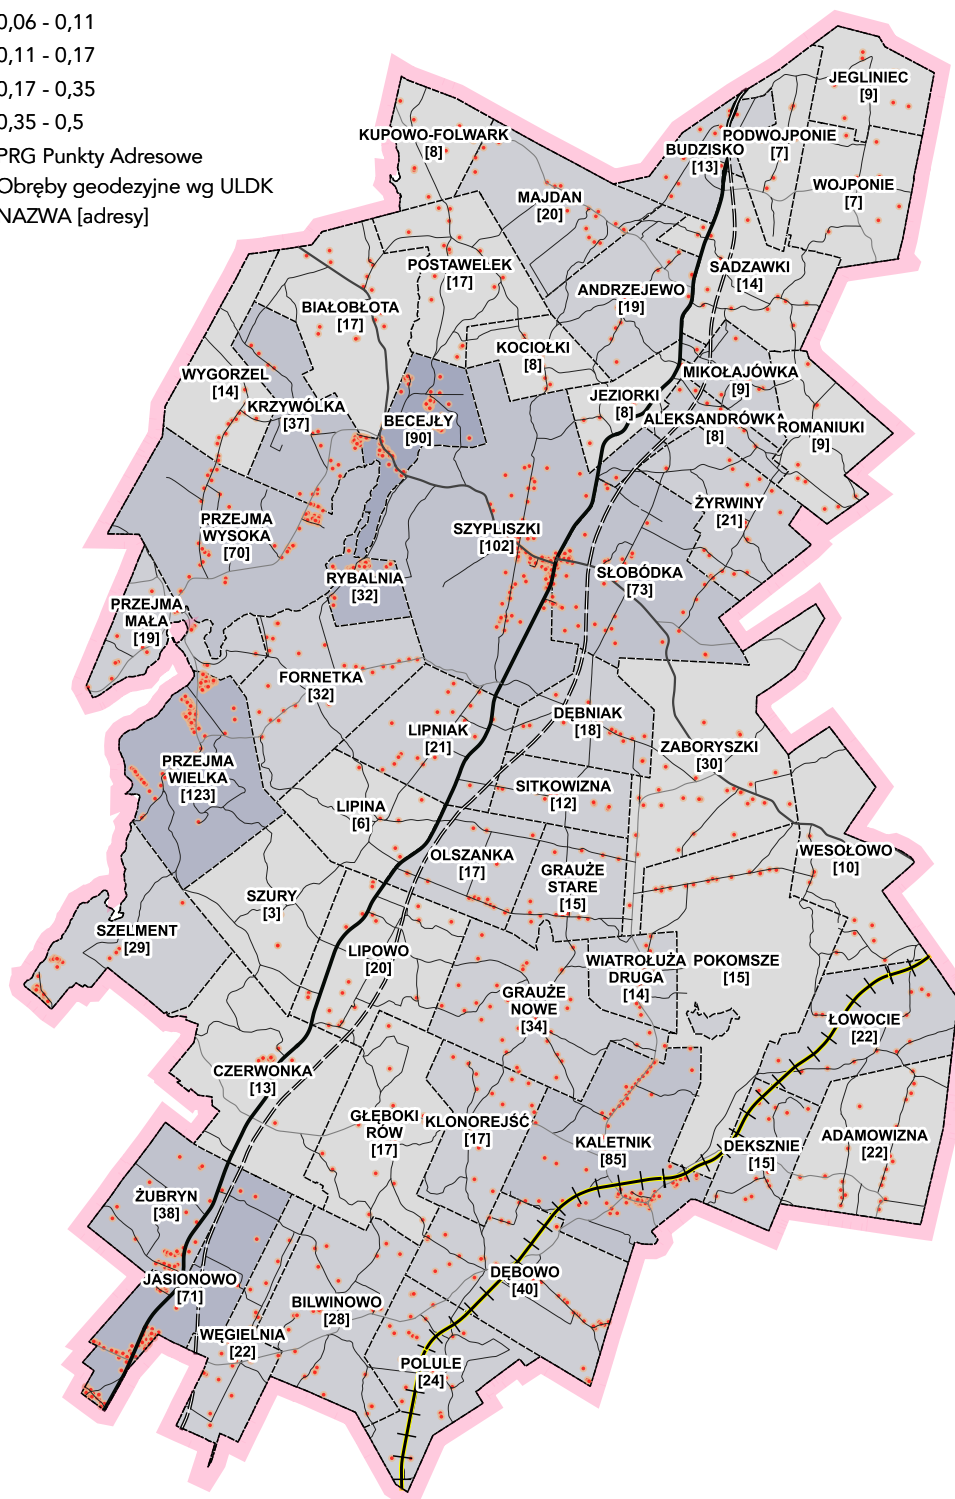 0,06 - 0,11
0,11 - 0,17
0,17 - 0,35
0,35 - 0,5
PRG Punkty Adresowe
Obręby geodezyjne wg ULDK
NAZWA [adresy]
JEGLINIEC
[9]
KUPOWO-FOLWARK
[8]
PODWOJPONIE
[7]
BUDZISKO
[13]
MAJDAN
[20]
WOJPONIE
[7]
POSTAWELEK
[17]
SADZAWKI
[14]
ANDRZEJEWO
[19]
BIAŁOBŁOTA
[17]
KOCIOŁKI
[8]
WYGORZEL
[14]
MIKOŁAJÓWKA
[9]
JEZIORKI
[8]
KRZYWÓLKA
[37]
BECEJŁY
[90]
ALEKSANDRÓWKA
[8]
ROMANIUKI
[9]
ŻYRWINY
[21]
PRZEJMA
WYSOKA
[70]
SZYPLISZKI
[102]
SŁOBÓDKA
[73]
RYBALNIA
[32]
PRZEJMA
MAŁA
[19]
FORNETKA
[32]
DĘBNIAK
[18]
LIPNIAK
[21]
ZABORYSZKI
[30]
PRZEJMA
WIELKA
[123]
SITKOWIZNA
[12]
LIPINA
[6]
OLSZANKA
[17]
WESOŁOWO
[10]
GRAUŻE
STARE
[15]
SZURY
[3]
SZELMENT
[29]
LIPOWO
[20]
WIATROŁUŻA
DRUGA
[14]
POKOMSZE
[15]
GRAUŻE
NOWE
[34]
ŁOWOCIE
[22]
CZERWONKA
[13]
GŁĘBOKI
RÓW
[17]
KLONOREJŚĆ
[17]
KALETNIK
[85]
DEKSZNIE
[15]
ADAMOWIZNA
[22]
ŻUBRYN
[38]
JASIONOWO
[71]
DĘBOWO
[40]
BILWINOWO
[28]
WĘGIELNIA
[22]
POLULE
[24]